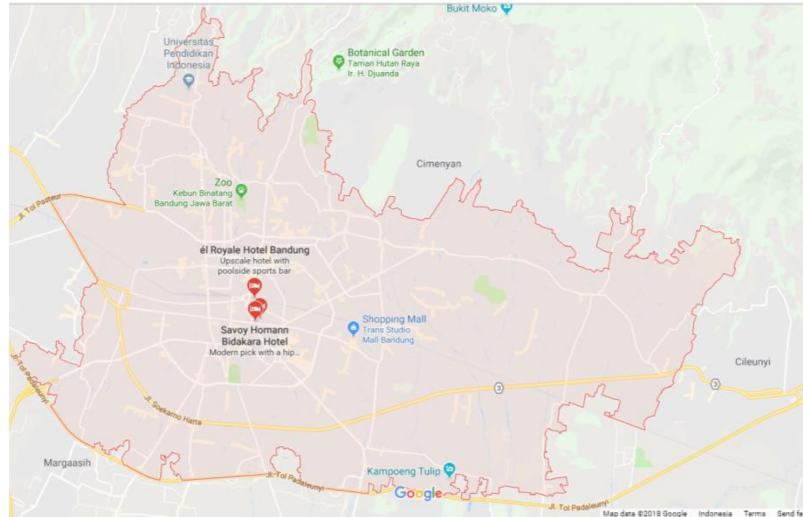 Bukit Moko
Universitas
Pendidikan
Indonesia
Botanical Garden
Taman Hutan Raya
Ir. H. Djuanda
Cimenyan
Zoo
Kebun Binatang
Bandung Jawa Barat
Jl. Tol Pasteur
él Royale Hotel Bandung
Upscale hotel with
poolside sports bar
Savoy Homann
Bidakara Hotel
Modern pick with a hip...
Shopping Mall
Trans Studio
Mall Bandung
Cileunyi
3
3
Jl. Tol Padaleunyi
Jl. Soekarno Hatta
Margaasih
Kampoeng Tulip
Jl. Tol Padaleunyi
Jl. Tol Padaleunyi
Google
Map data ©2018 Google Indonesia Terms Send fe